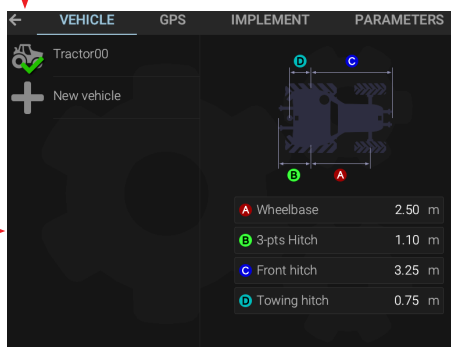 VEHICLE GPS IMPLEMENT PARAMETERS
Tractor00
New vehicle
D C
B A
A Wheelbase 2.50 m
B 3-pts Hitch 1.10 m
C Front hitch 3.25 m
D Towing hitch 0.75 m